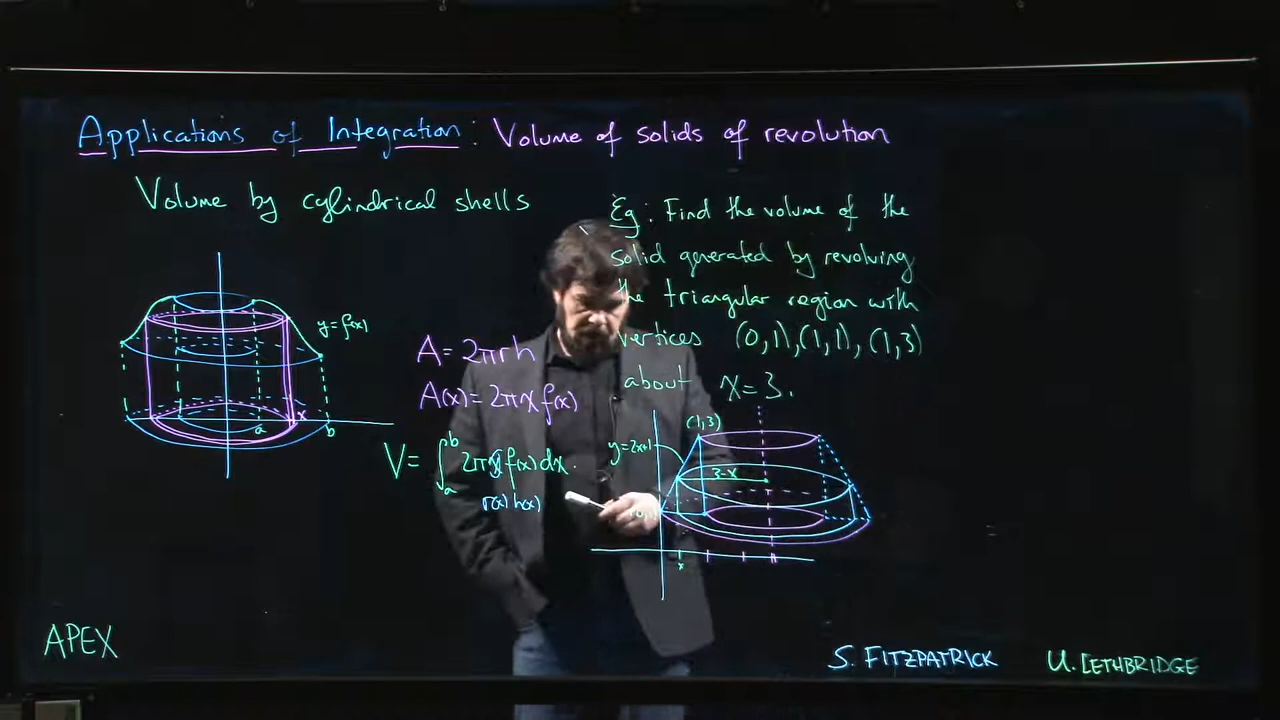 Applications of Integration: Volume of solids of revolution
Volume by cylindrical shells
y=f(x)
x
a
b
A=2πrh
A(x)=2πx f(x)
V=∫ₐᵇ 2πx f(x) dx.
r(x) h(x)
Eg: Find the volume of the
solid generated by revolving
the triangular region with
vertices (0,1),(1,1),(1,3)
about x=3.
(1,3)
y=2x+1
3-x
x
APEX
S. FITZPATRICK
U. LETHBRIDGE